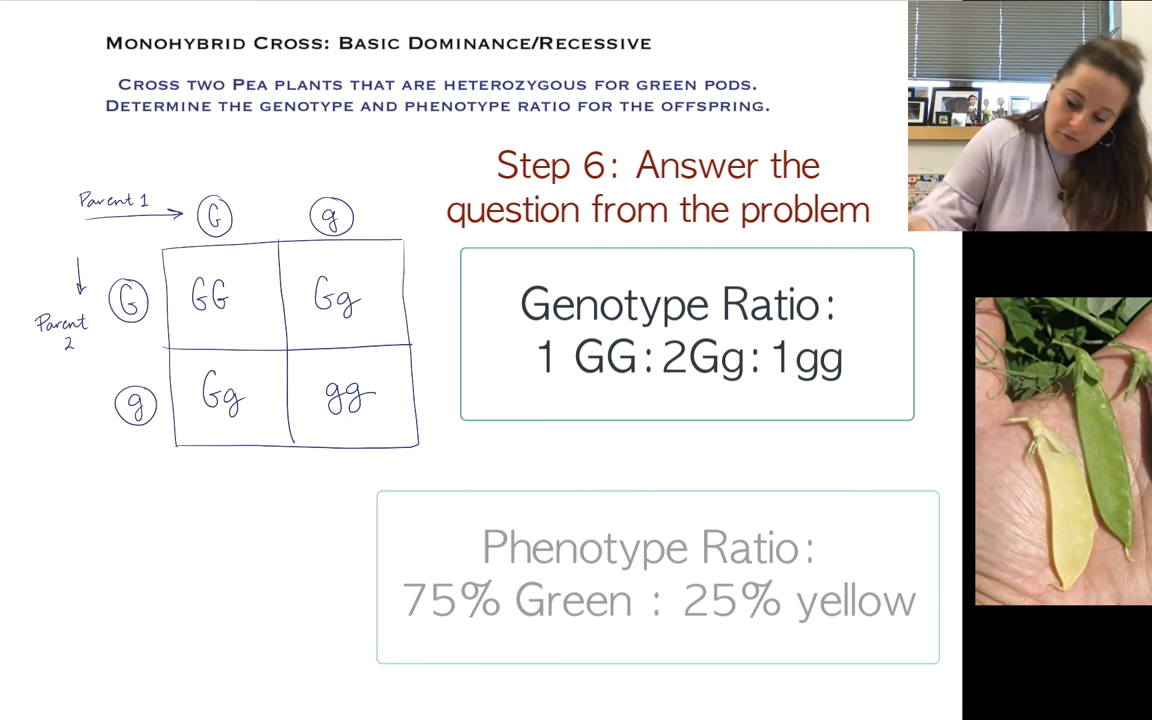 MONOHYBRID CROSS: BASIC DOMINANCE/RECESSIVE
CROSS TWO PEA PLANTS THAT ARE HETEROZYGOUS FOR GREEN PODS.
DETERMINE THE GENOTYPE AND PHENOTYPE RATIO FOR THE OFFSPRING.
Step 6: Answer the
question from the problem
Parent 1
G g
G GG Gg
Parent
2
g Gg gg
Genotype Ratio:
1 GG:2Gg:1gg
Phenotype Ratio:
75% Green : 25% yellow